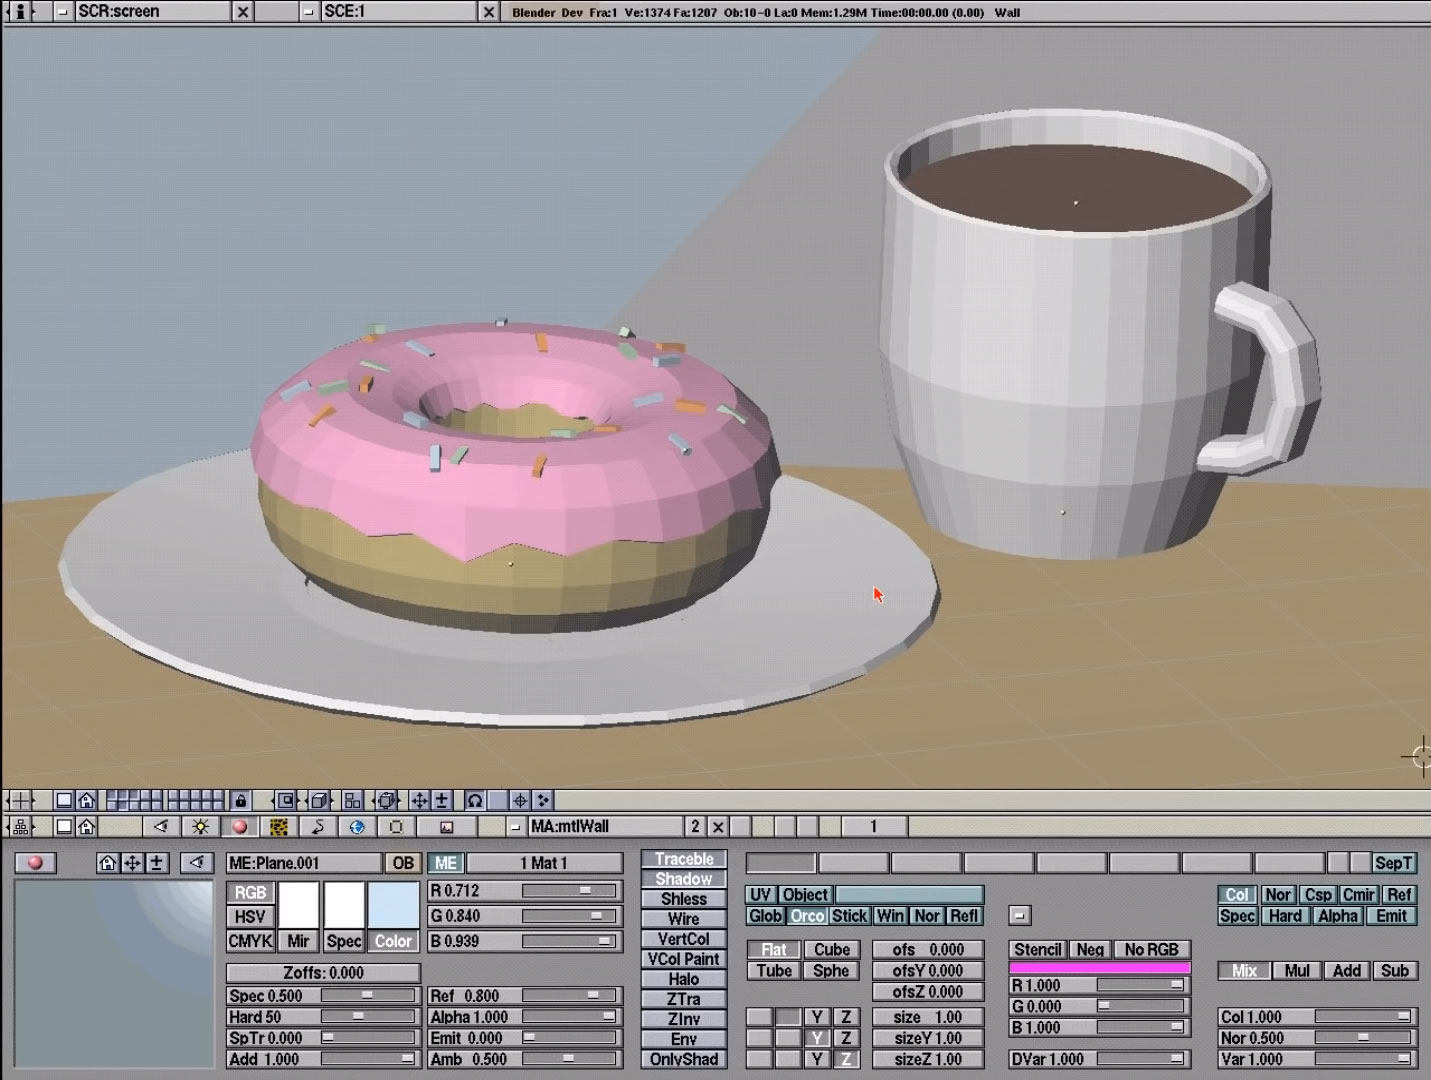 SCR:screen X SCE:1 X Blender Dev Fra:1 Ve:1374 Fa:1207 Ob:10-0 La:0 Mem:1.29M Time:00:00.00 (0.00) Wall
MA:mtlWall 2 X 1
ME:Plane.001 OB ME 1 Mat 1
RGB
HSV
CMYK Mir Spec Color
R 0.712
G 0.840
B 0.939
Zoffs: 0.000
Spec 0.500 Ref 0.800
Hard 50 Alpha 1.000
SpTr 0.000 Emit 0.000
Add 1.000 Amb 0.500
Traceble
Shadow
Shless
Wire
VertCol
VCol Paint
Halo
ZTra
ZInv
Env
OnlyShad
SepT
UV Object
Glob Orco Stick Win Nor Refl
Flat Cube
Tube Sphe
ofs 0.000
ofsY 0.000
ofsZ 0.000
Y Z
Y Z
Y Z
size 1.00
sizeY 1.00
sizeZ 1.00
Stencil Neg No RGB
R 1.000
G 0.000
B 1.000
DVar 1.000
Col Nor Csp Cmir Ref
Spec Hard Alpha Emit
Mix Mul Add Sub
Col 1.000
Nor 0.500
Var 1.000